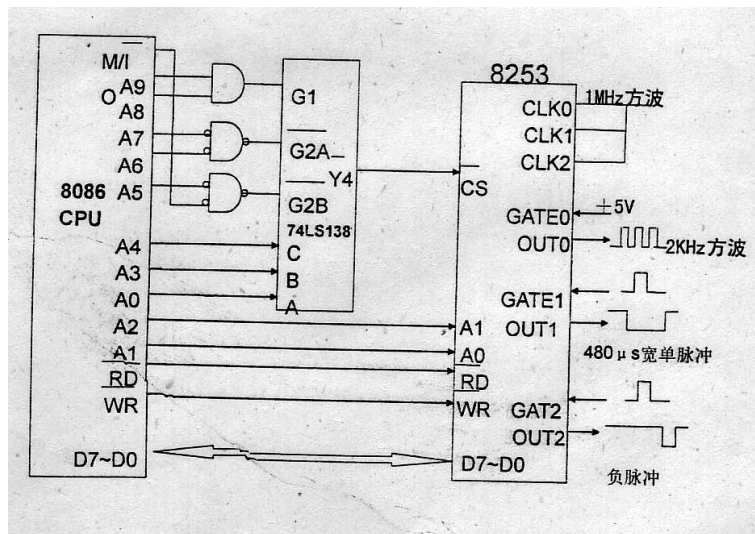 M/I
O
A9
A8
A7
A6
A5
8086
CPU
A4
A3
A0
A2
A1
RD
WR
D7~D0
G1
G2A
Y4
G2B
74LS138
C
B
A
8253
CLK0
1MHz方波
CLK1
CLK2
CS
GATE0
±5V
OUT0
2KHz方波
GATE1
A1
OUT1
A0
480μs宽单脉冲
RD
WR
GAT2
OUT2
D7~D0
负脉冲